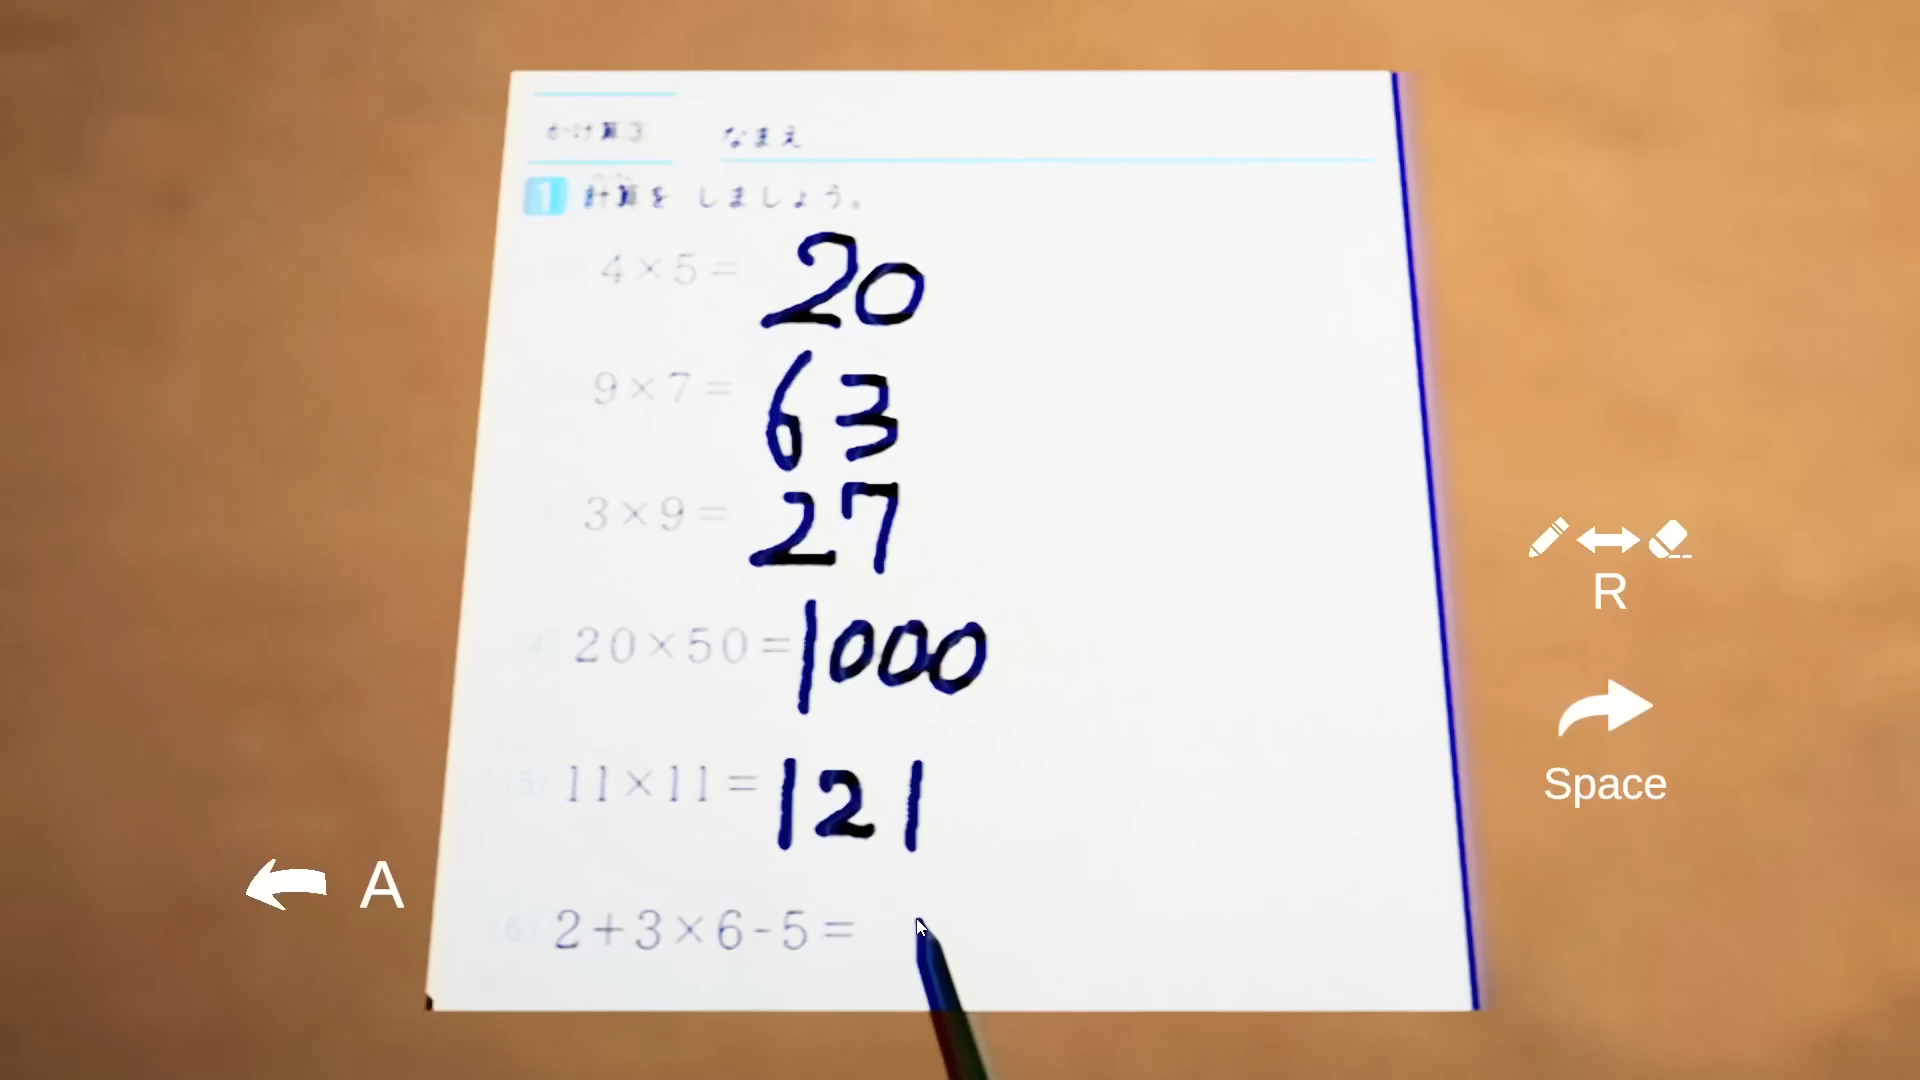 かけ算③
なまえ
1 計算を しましょう。
4×5= 20
9×7= 63
3×9= 27
20×50= 1000
(5) 11×11= 121
(6) 2+3×6-5=
R
Space
A